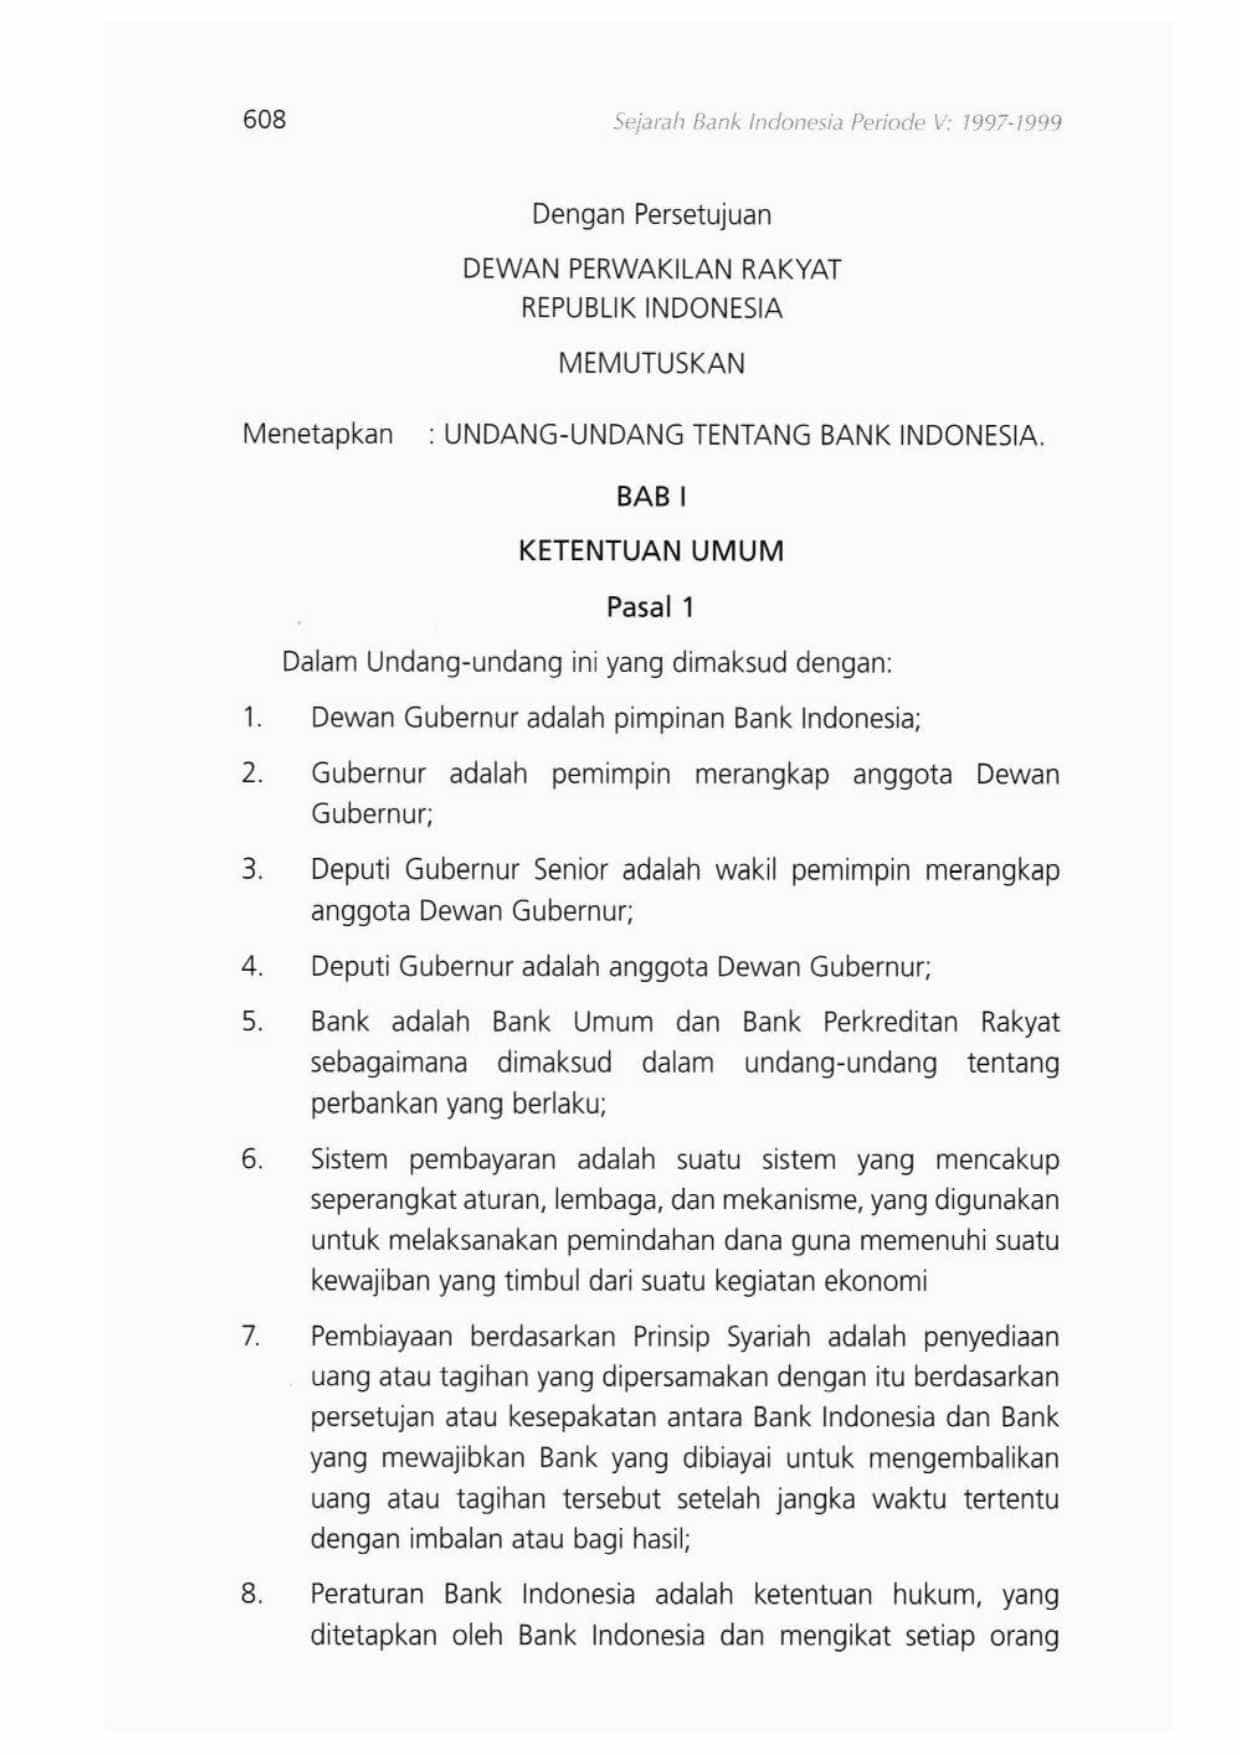 608
Sejarah Bank Indonesia Periode V: 1997-1999
Dengan Persetujuan
DEWAN PERWAKILAN RAKYAT
REPUBLIK INDONESIA
MEMUTUSKAN
Menetapkan : UNDANG-UNDANG TENTANG BANK INDONESIA.
BAB I
KETENTUAN UMUM
Pasal 1
Dalam Undang-undang ini yang dimaksud dengan:
1. Dewan Gubernur adalah pimpinan Bank Indonesia;
2. Gubernur adalah pemimpin merangkap anggota Dewan
Gubernur;
3. Deputi Gubernur Senior adalah wakil pemimpin merangkap
anggota Dewan Gubernur;
4. Deputi Gubernur adalah anggota Dewan Gubernur;
5. Bank adalah Bank Umum dan Bank Perkreditan Rakyat
sebagaimana dimaksud dalam undang-undang tentang
perbankan yang berlaku;
6. Sistem pembayaran adalah suatu sistem yang mencakup
seperangkat aturan, lembaga, dan mekanisme, yang digunakan
untuk melaksanakan pemindahan dana guna memenuhi suatu
kewajiban yang timbul dari suatu kegiatan ekonomi
7. Pembiayaan berdasarkan Prinsip Syariah adalah penyediaan
uang atau tagihan yang dipersamakan dengan itu berdasarkan
persetujan atau kesepakatan antara Bank Indonesia dan Bank
yang mewajibkan Bank yang dibiayai untuk mengembalikan
uang atau tagihan tersebut setelah jangka waktu tertentu
dengan imbalan atau bagi hasil;
8. Peraturan Bank Indonesia adalah ketentuan hukum, yang
ditetapkan oleh Bank Indonesia dan mengikat setiap orang